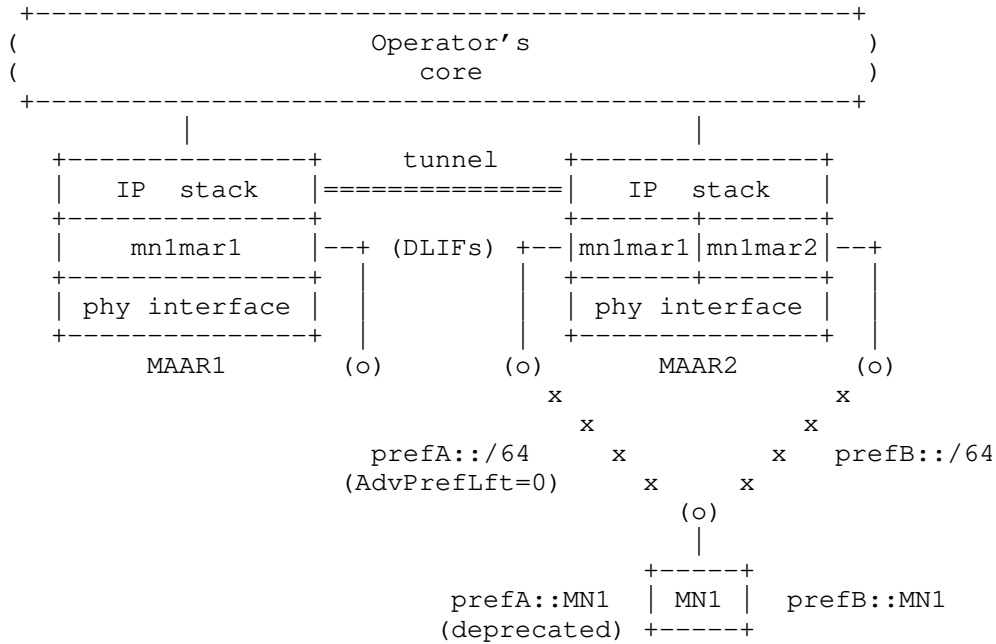 Operator's
core
tunnel
IP stack IP stack
mn1mar1 (DLIFs) mn1mar1 mn1mar2
phy interface phy interface
MAAR1 (o) (o) MAAR2 (o)
x x
x x
prefA::/64 x x prefB::/64
(AdvPrefLft=0) x x
(o)
prefA::MN1 MN1 prefB::MN1
(deprecated)